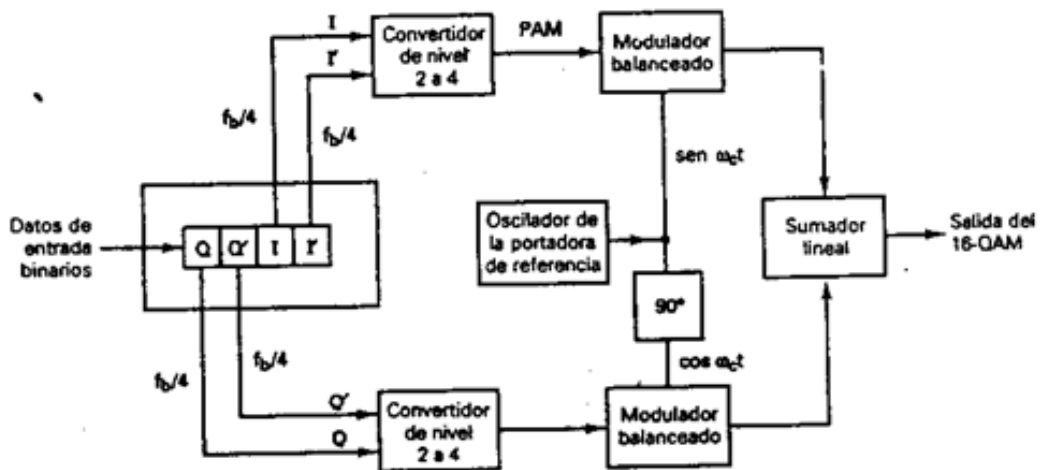 I
I'
Convertidor
de nivel
2 a 4
PAM
Modulador
balanceado
f_b/4
f_b/4
sen ω_ct
Datos de
entrada
binarios
Q Q' I I'
Oscilador de
la portadora
de referencia
Sumador
lineal
Salida del
16-QAM
90°
f_b/4
f_b/4
cos ω_ct
Q'
Q
Convertidor
de nivel
2 a 4
Modulador
balanceado